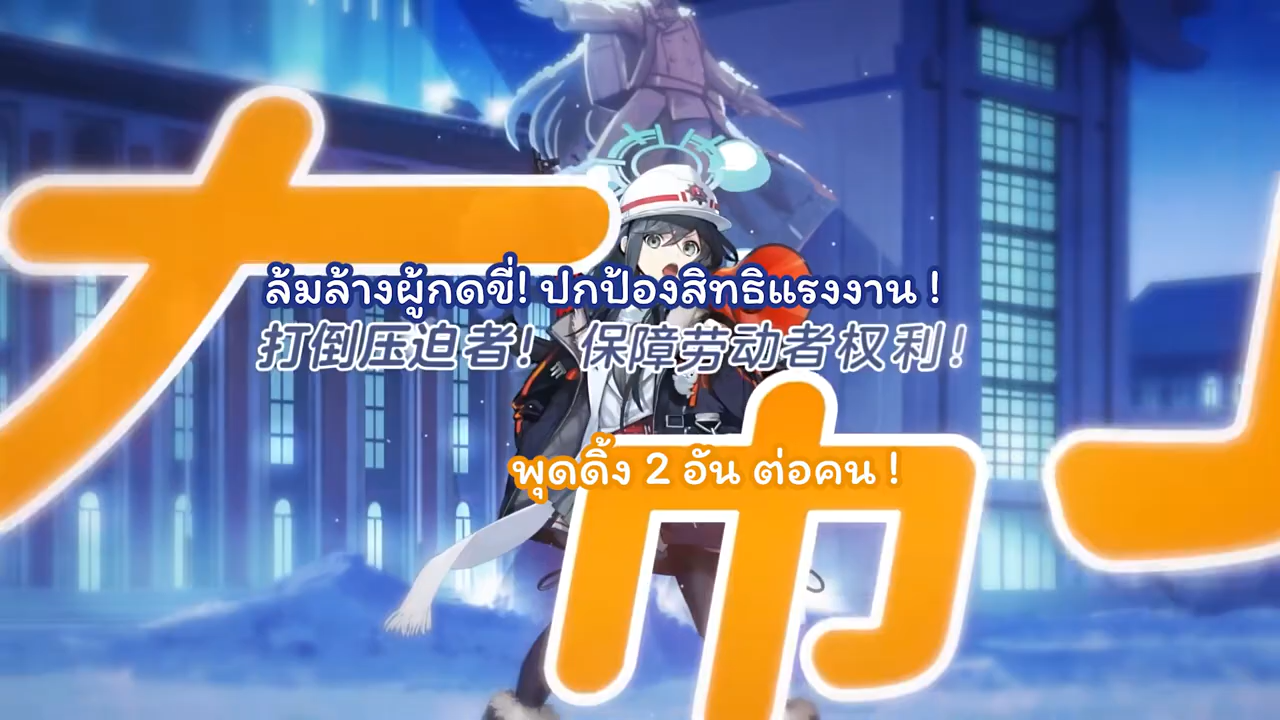 ล้มล้างผู้กดขี่! ปกป้องสิทธิแรงงาน !
打倒压迫者！ 保障劳动者权利！
พุดดิ้ง 2 อัน ต่อคน !